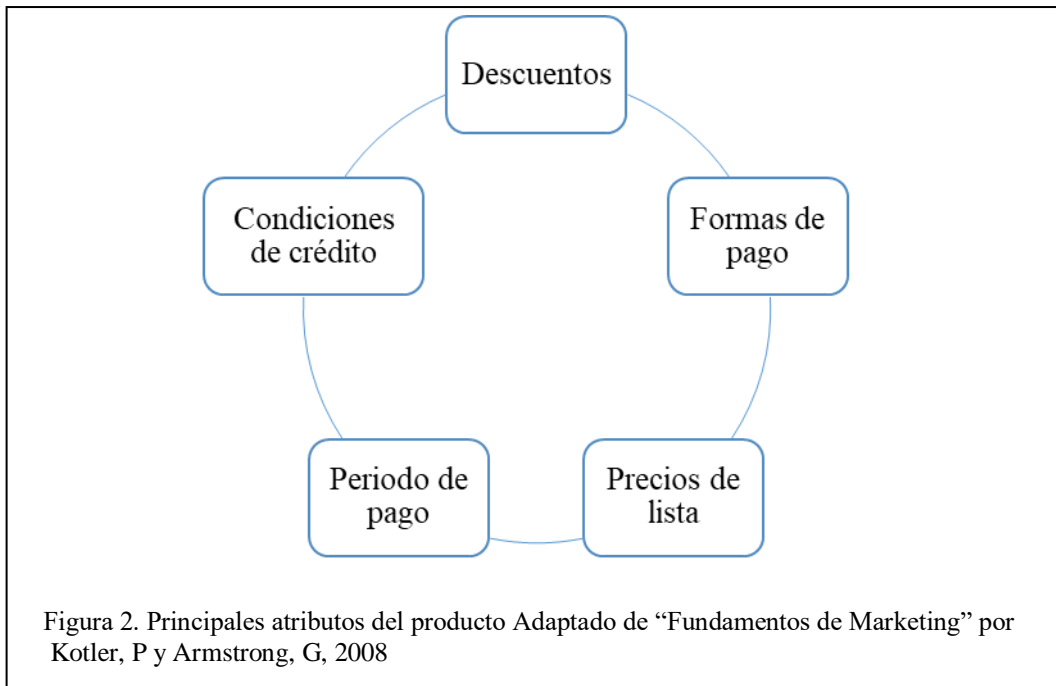 Descuentos
Formas de
pago
Precios de
lista
Periodo de
pago
Condiciones
de crédito
Figura 2. Principales atributos del producto Adaptado de “Fundamentos de Marketing” por
Kotler, P y Armstrong, G, 2008